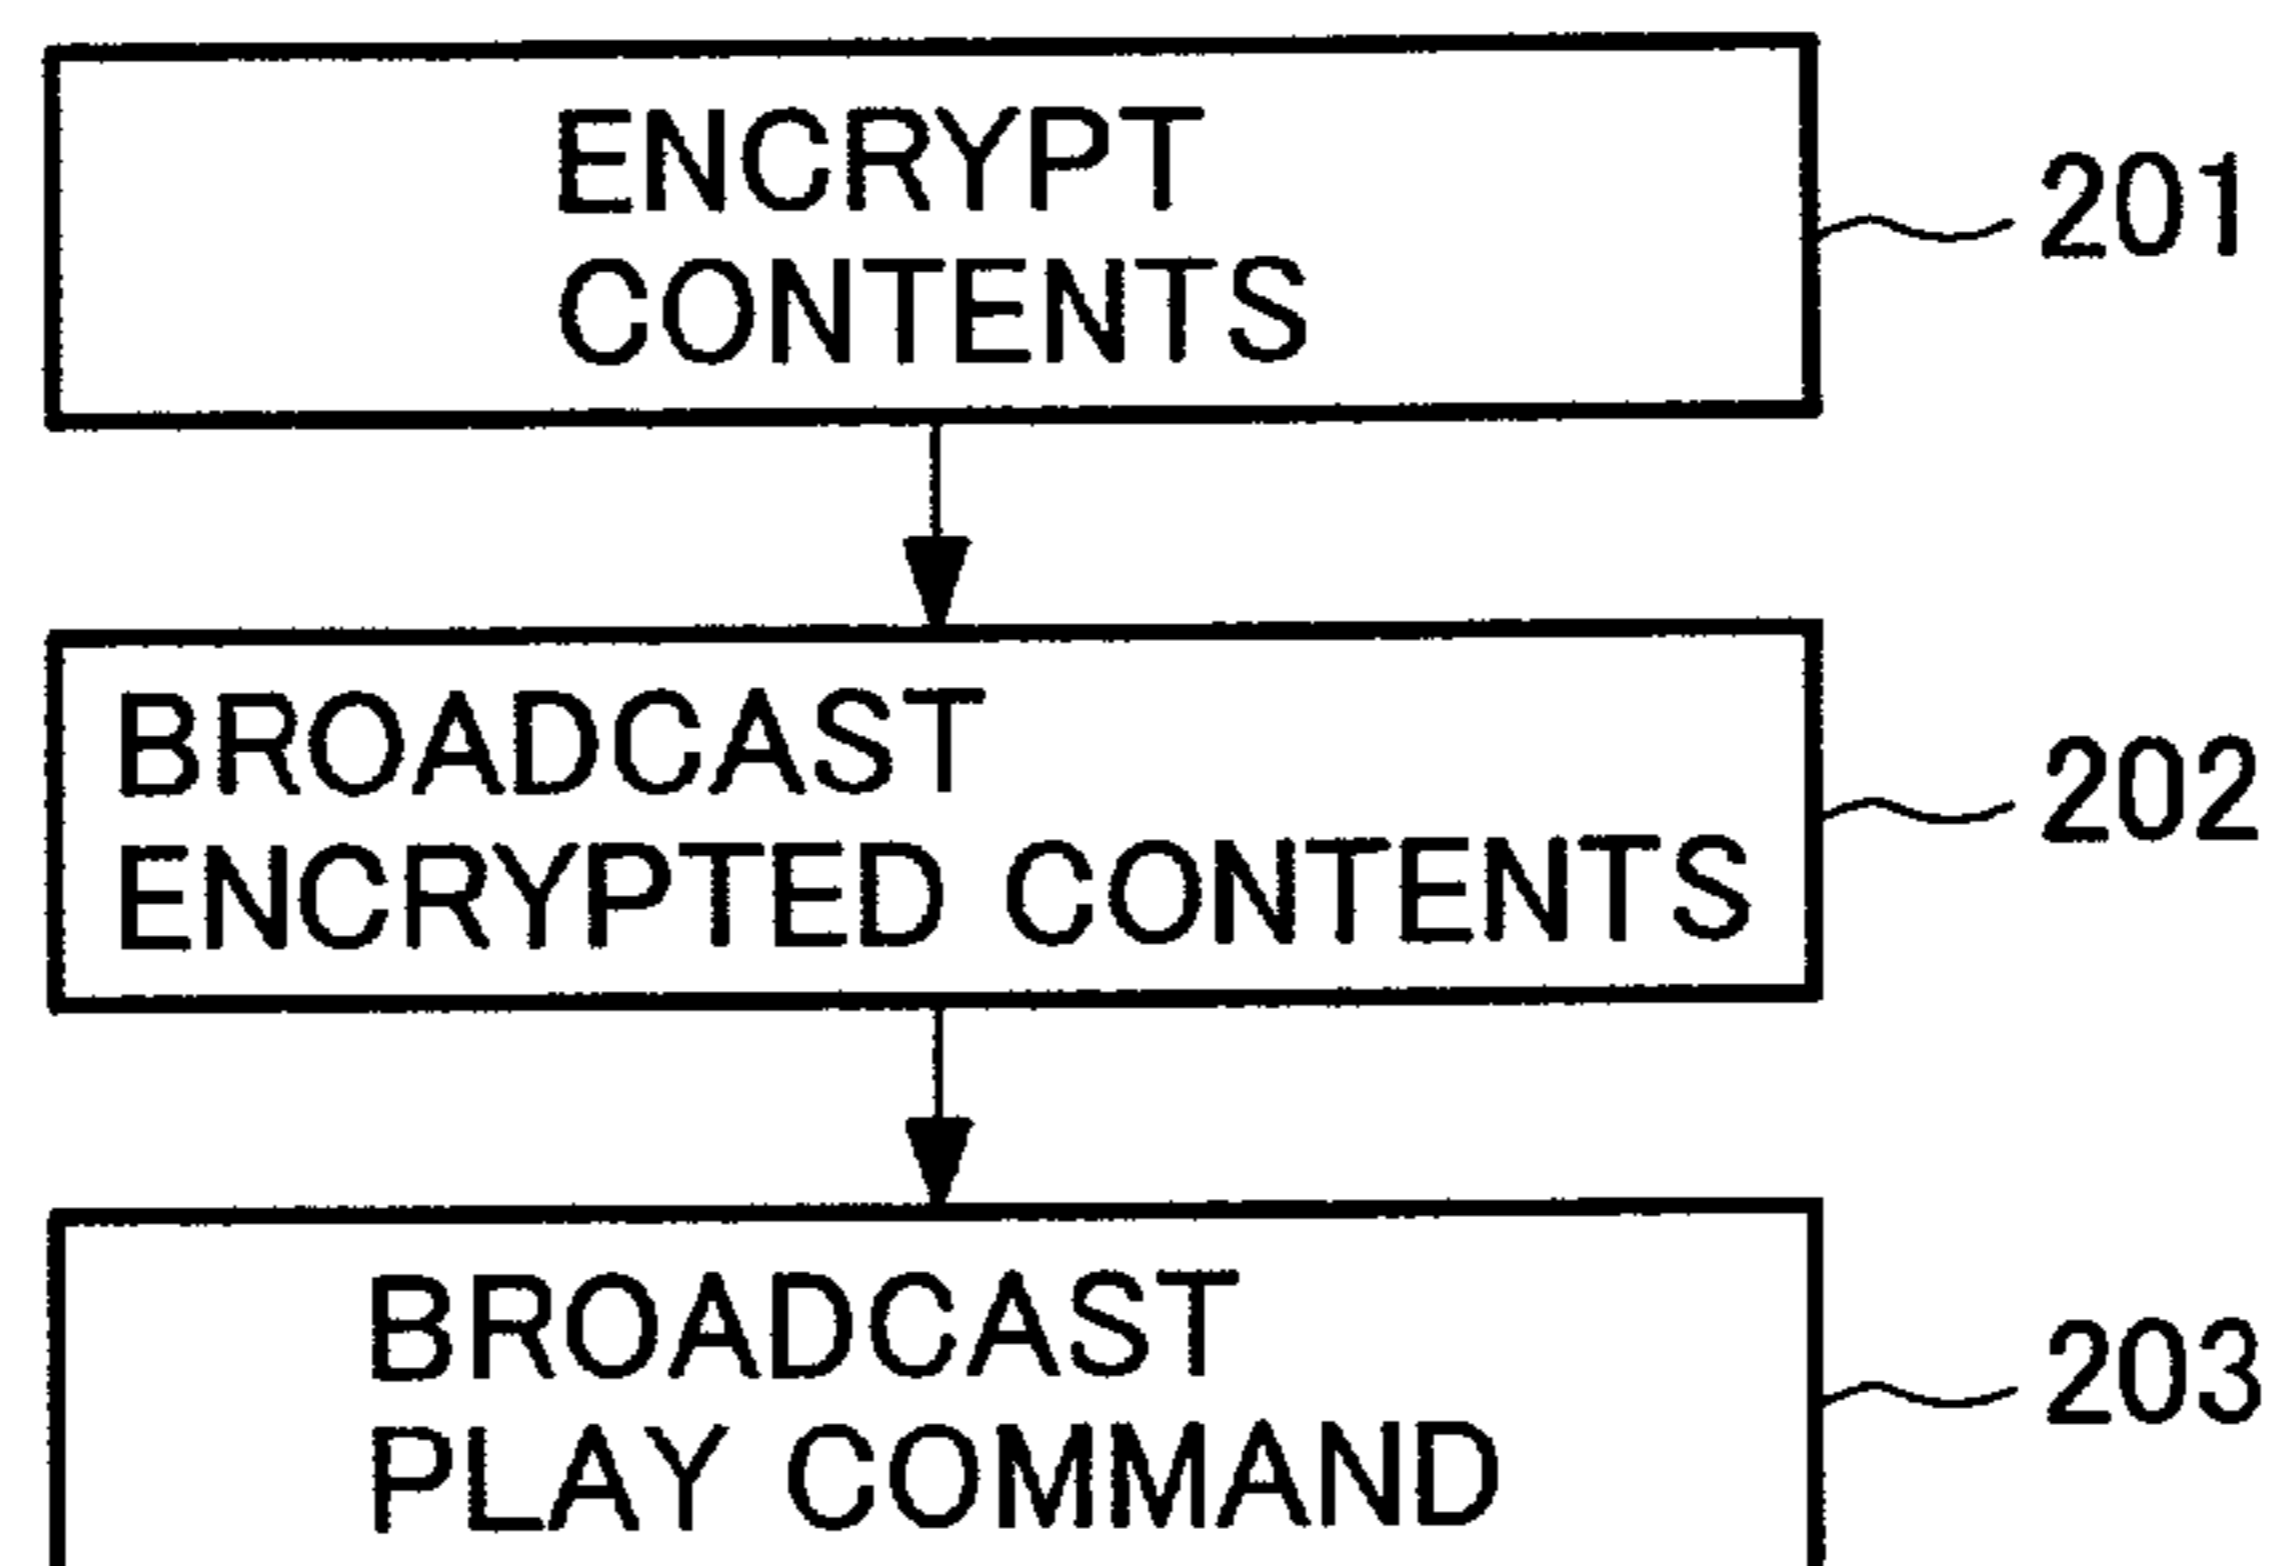 ENCRYPT
CONTENTS
201
BROADCAST
ENCRYPTED CONTENTS
202
BROADCAST
PLAY COMMAND
203